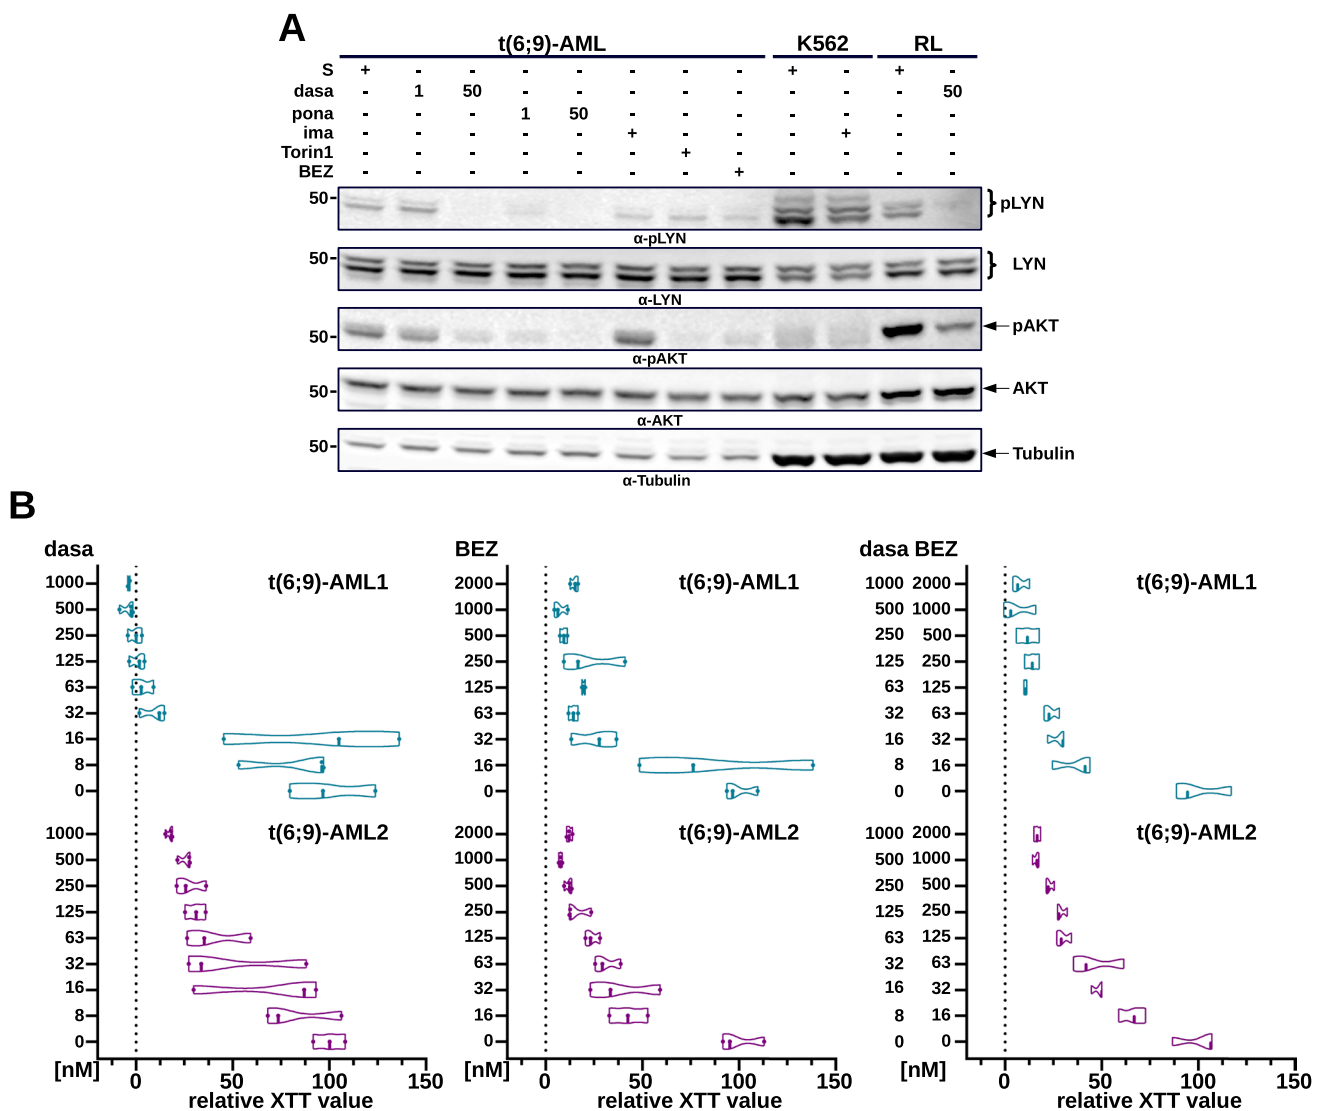 A
t(6;9)-AML K562 RL
S + - - - - - - - + - + -
dasa - 1 50 - - - - - - - - 50
pona - - - 1 50 - - - - - - -
ima - - - - - + - - - + - -
Torin1 - - - - - - + - - - - -
BEZ - - - - - - - + - - - -
50- } pLYN
α-pLYN
50- } LYN
α-LYN
50- pAKT
α-pAKT
50- AKT
α-AKT
50- Tubulin
α-Tubulin
B
dasa BEZ dasa BEZ
1000 t(6;9)-AML1 2000 t(6;9)-AML1 1000 2000 t(6;9)-AML1
500 1000 500 1000
250 500 250 500
125 250 125 250
63 125 63 125
32 63 32 63
16 32 16 32
8 16 8 16
0 0 0 0
1000 t(6;9)-AML2 2000 t(6;9)-AML2 1000 2000 t(6;9)-AML2
500 1000 500 1000
250 500 250 500
125 250 125 250
63 125 63 125
32 63 32 63
16 32 16 32
8 16 8 16
0 0 0 0
[nM] 0 50 100 150 [nM] 0 50 100 150 [nM] 0 50 100 150
relative XTT value relative XTT value relative XTT value